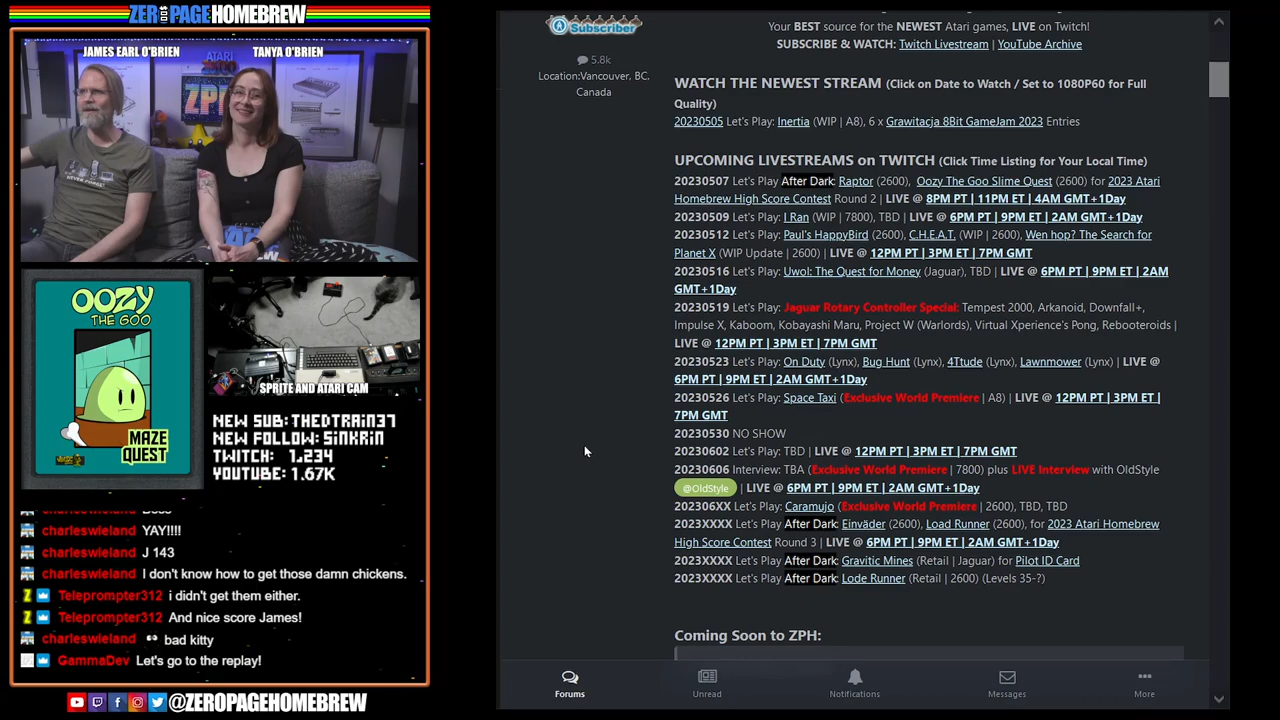 ZEROPAGEHOMEBREW
JAMES EARL O'BRIEN
TANYA O'BRIEN
ATARI
ZPH
OOZY
THE GOO
MAZE
QUEST
SPRITE AND ATARI CAM
NEW SUB: THEDTRAIN37
NEW FOLLOW: SINKRIN
TWITCH: 1,234
YOUTUBE: 1.67K
charleswieland YAY!!!!
charleswieland J 143
charleswieland I don't know how to get those damn chickens.
Teleprompter312 i didn't get them either.
Teleprompter312 And nice score James!
charleswieland 👀 bad kitty
GammaDev Let's go to the replay!
@ZEROPAGEHOMEBREW
Subscriber
5.8k
Location:Vancouver, BC.
Canada
Your BEST source for the NEWEST Atari games, LIVE on Twitch!
SUBSCRIBE & WATCH: Twitch Livestream | YouTube Archive
WATCH THE NEWEST STREAM (Click on Date to Watch / Set to 1080P60 for Full
Quality)
20230505 Let's Play: Inertia (WIP | A8), 6 x Grawitacja 8Bit GameJam 2023 Entries
UPCOMING LIVESTREAMS on TWITCH (Click Time Listing for Your Local Time)
20230507 Let's Play After Dark: Raptor (2600), Oozy The Goo Slime Quest (2600) for 2023 Atari
Homebrew High Score Contest Round 2 | LIVE @ 8PM PT | 11PM ET | 4AM GMT+1Day
20230509 Let's Play: I Ran (WIP | 7800), TBD | LIVE @ 6PM PT | 9PM ET | 2AM GMT+1Day
20230512 Let's Play: Paul's HappyBird (2600), C.H.E.A.T. (WIP | 2600), Wen hop? The Search for
Planet X (WIP Update | 2600) | LIVE @ 12PM PT | 3PM ET | 7PM GMT
20230516 Let's Play: Uwol: The Quest for Money (Jaguar), TBD | LIVE @ 6PM PT | 9PM ET | 2AM
GMT+1Day
20230519 Let's Play: Jaguar Rotary Controller Special: Tempest 2000, Arkanoid, Downfall+,
Impulse X, Kaboom, Kobayashi Maru, Project W (Warlords), Virtual Xperience's Pong, Rebooteroids |
LIVE @ 12PM PT | 3PM ET | 7PM GMT
20230523 Let's Play: On Duty (Lynx), Bug Hunt (Lynx), 4Ttude (Lynx), Lawnmower (Lynx) | LIVE @
6PM PT | 9PM ET | 2AM GMT+1Day
20230526 Let's Play: Space Taxi (Exclusive World Premiere | A8) | LIVE @ 12PM PT | 3PM ET |
7PM GMT
20230530 NO SHOW
20230602 Let's Play: TBD | LIVE @ 12PM PT | 3PM ET | 7PM GMT
20230606 Interview: TBA (Exclusive World Premiere | 7800) plus LIVE Interview with OldStyle
@OldStyle | LIVE @ 6PM PT | 9PM ET | 2AM GMT+1Day
202306XX Let's Play: Caramujo (Exclusive World Premiere | 2600), TBD, TBD
2023XXXX Let's Play After Dark: Einväder (2600), Load Runner (2600), for 2023 Atari Homebrew
High Score Contest Round 3 | LIVE @ 6PM PT | 9PM ET | 2AM GMT+1Day
2023XXXX Let's Play After Dark: Gravitic Mines (Retail | Jaguar) for Pilot ID Card
2023XXXX Let's Play After Dark: Lode Runner (Retail | 2600) (Levels 35-?)
Coming Soon to ZPH:
Forums
Unread
Notifications
Messages
More